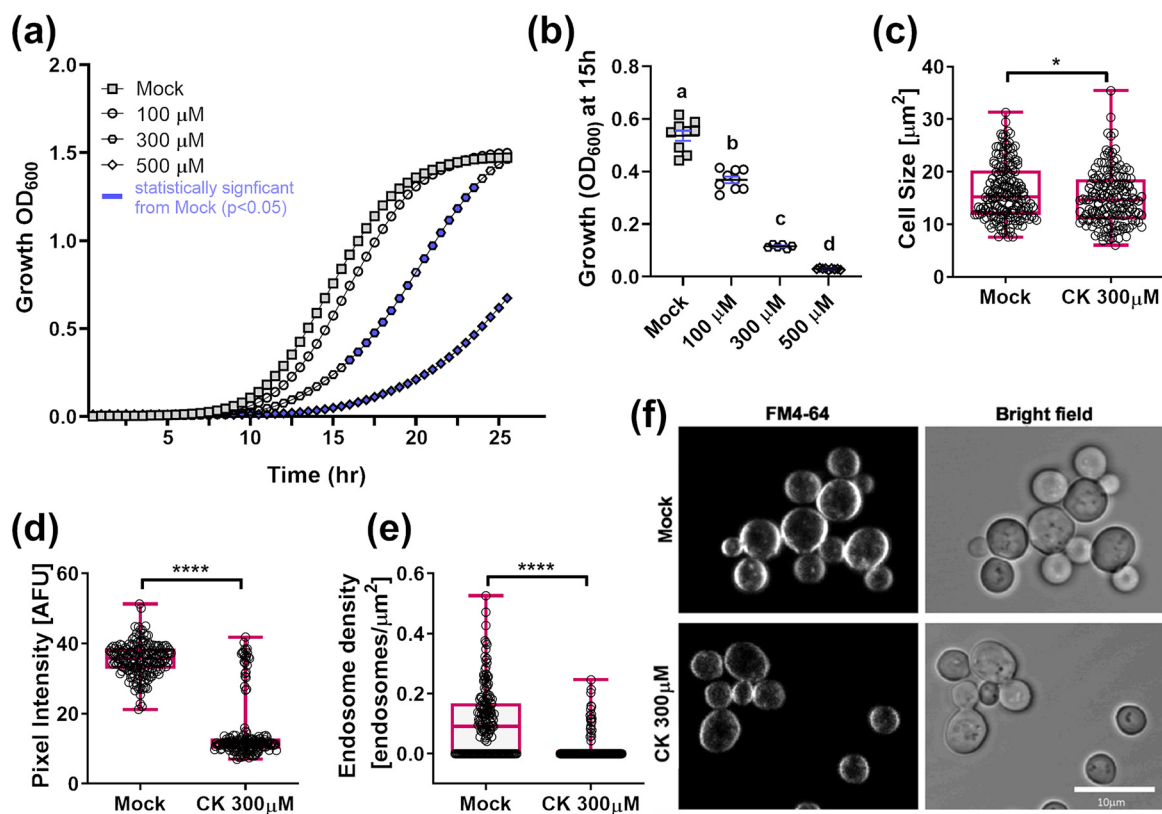 (a)
Growth OD600
2.0
1.5
1.0
0.5
0.0
Mock
100 μM
300 μM
500 μM
statistically signficant
from Mock (p<0.05)
5
10
15
20
25
Time (hr)
(b)
Growth (OD600) at 15h
0.8
0.6
0.4
0.2
0.0
a
b
c
d
Mock
100 μM
300 μM
500 μM
(c)
Cell Size [μm2]
40
30
20
10
0
*
Mock
CK 300μM
(d)
Pixel Intensity [AFU]
60
40
20
0
****
Mock
CK 300μM
(e)
Endosome density
[endosomes/μm2]
0.6
0.4
0.2
0.0
****
Mock
CK 300μM
(f)
FM4-64
Bright field
Mock
CK 300μM
10μm